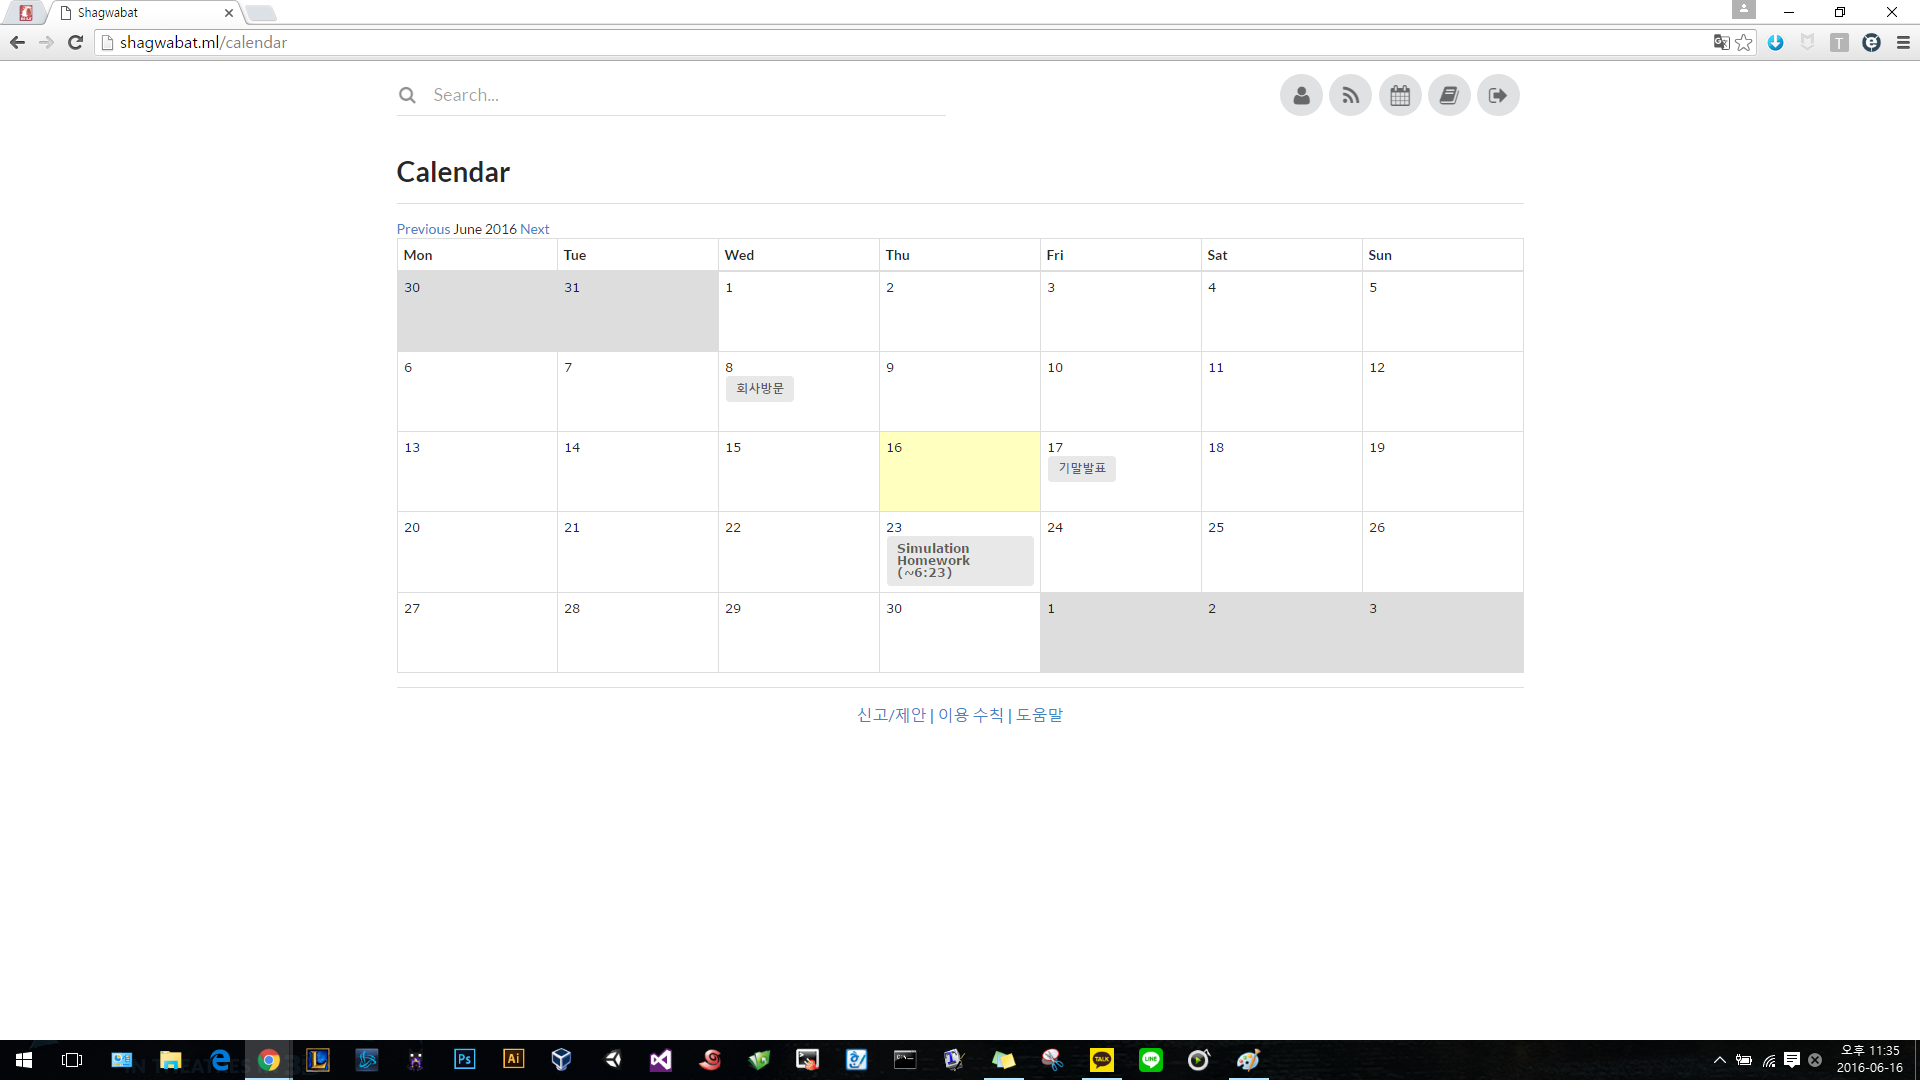 Shagwabat
shagwabat.ml/calendar
Search...
Calendar
Previous June 2016 Next
Mon Tue Wed Thu Fri Sat Sun
30 31 1 2 3 4 5
6 7 8 9 10 11 12
회사방문
13 14 15 16 17 18 19
기말발표
20 21 22 23 24 25 26
Simulation
Homework
(~6:23)
27 28 29 30 1 2 3
신고/제안 | 이용 수칙 | 도움말
오후 11:35
2016-06-16